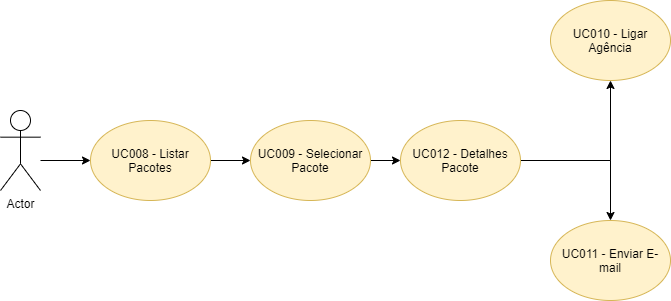 Actor
UC008 - Listar
Pacotes
UC009 - Selecionar
Pacote
UC012 - Detalhes
Pacote
UC010 - Ligar
Agência
UC011 - Enviar E-
mail